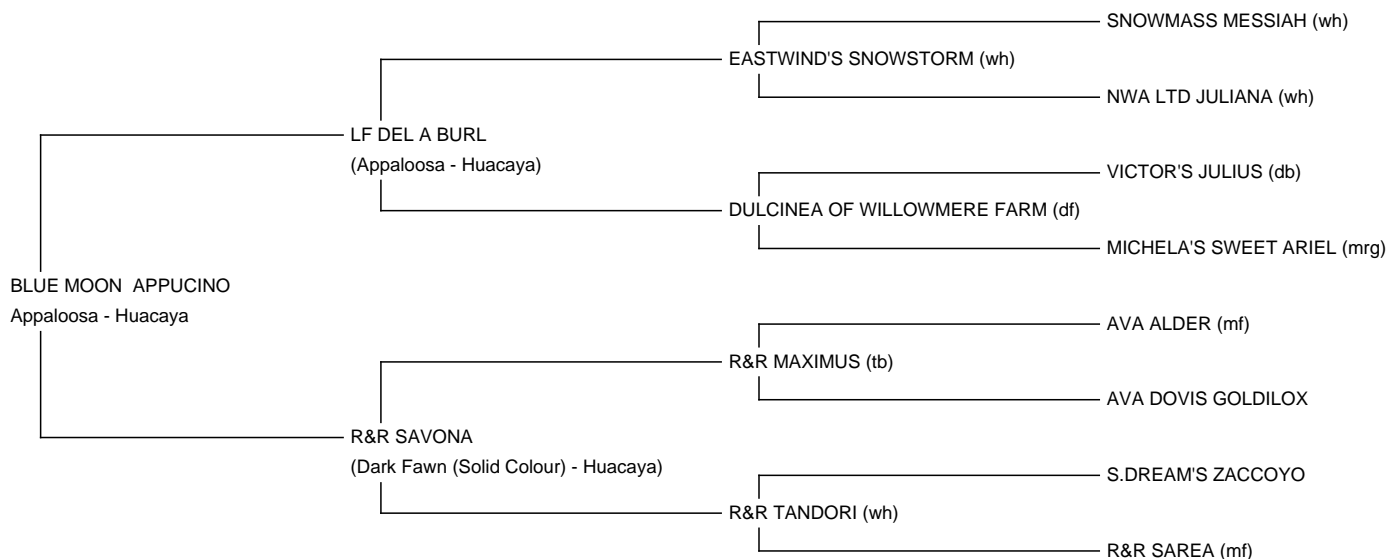 SNOWMASS MESSIAH (wh)
EASTWIND'S SNOWSTORM (wh)
NWA LTD JULIANA (wh)
LF DEL A BURL
(Appaloosa - Huacaya)
VICTOR'S JULIUS (db)
DULCINEA OF WILLOWMERE FARM (df)
MICHELA'S SWEET ARIEL (mrg)
BLUE MOON  APPUCINO
Appaloosa - Huacaya
AVA ALDER (mf)
R&R MAXIMUS (tb)
AVA DOVIS GOLDILOX
R&R SAVONA
(Dark Fawn (Solid Colour) - Huacaya)
S.DREAM'S ZACCOYO
R&R TANDORI (wh)
R&R SAREA (mf)